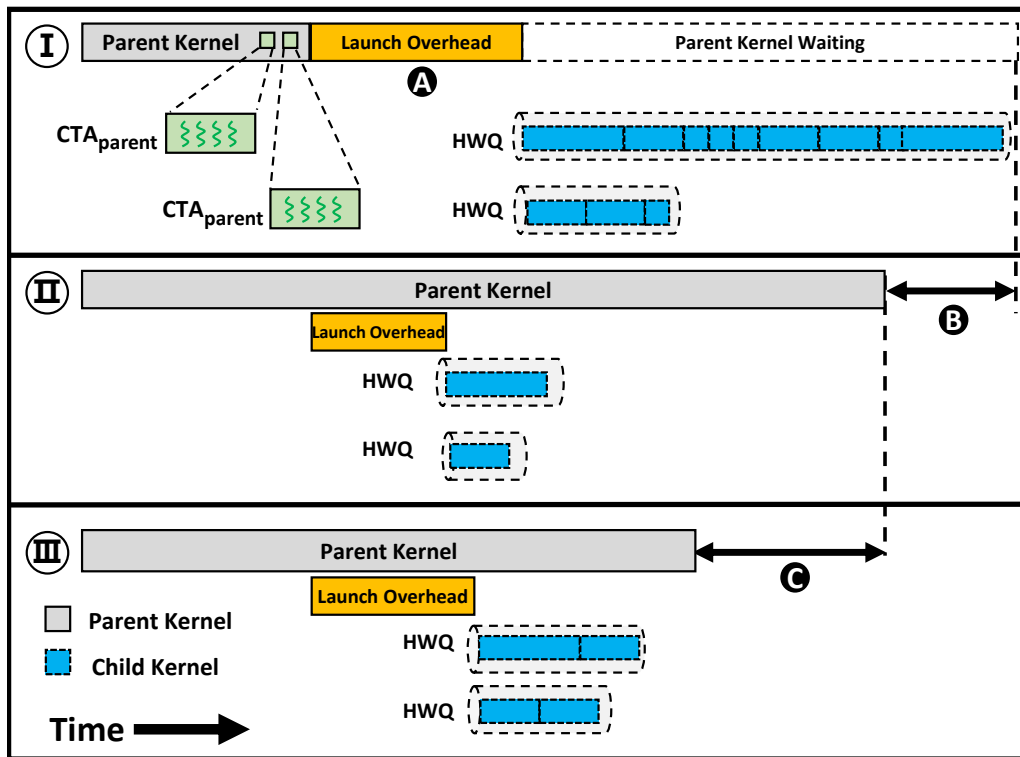 I
Parent Kernel
Launch Overhead
Parent Kernel Waiting
A
CTAparent
HWQ
CTAparent
HWQ
II
Parent Kernel
B
Launch Overhead
HWQ
HWQ
III
Parent Kernel
C
Launch Overhead
Parent Kernel
HWQ
Child Kernel
HWQ
Time